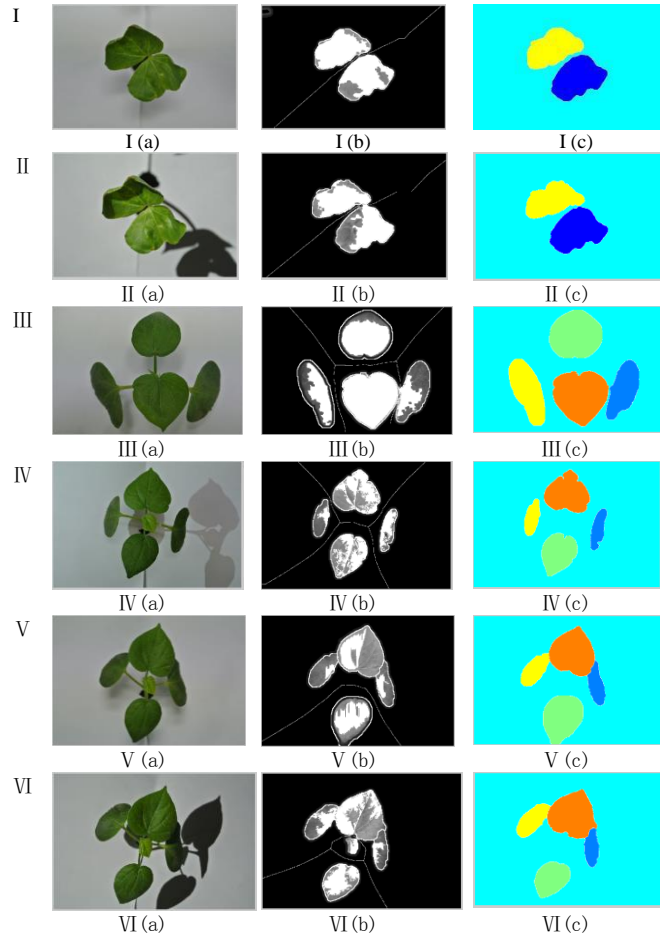 I
I (a) I (b) I (c)
II
II (a) II (b) II (c)
III
III (a) III (b) III (c)
IV
IV (a) IV (b) IV (c)
V
V (a) V (b) V (c)
VI
VI (a) VI (b) VI (c)